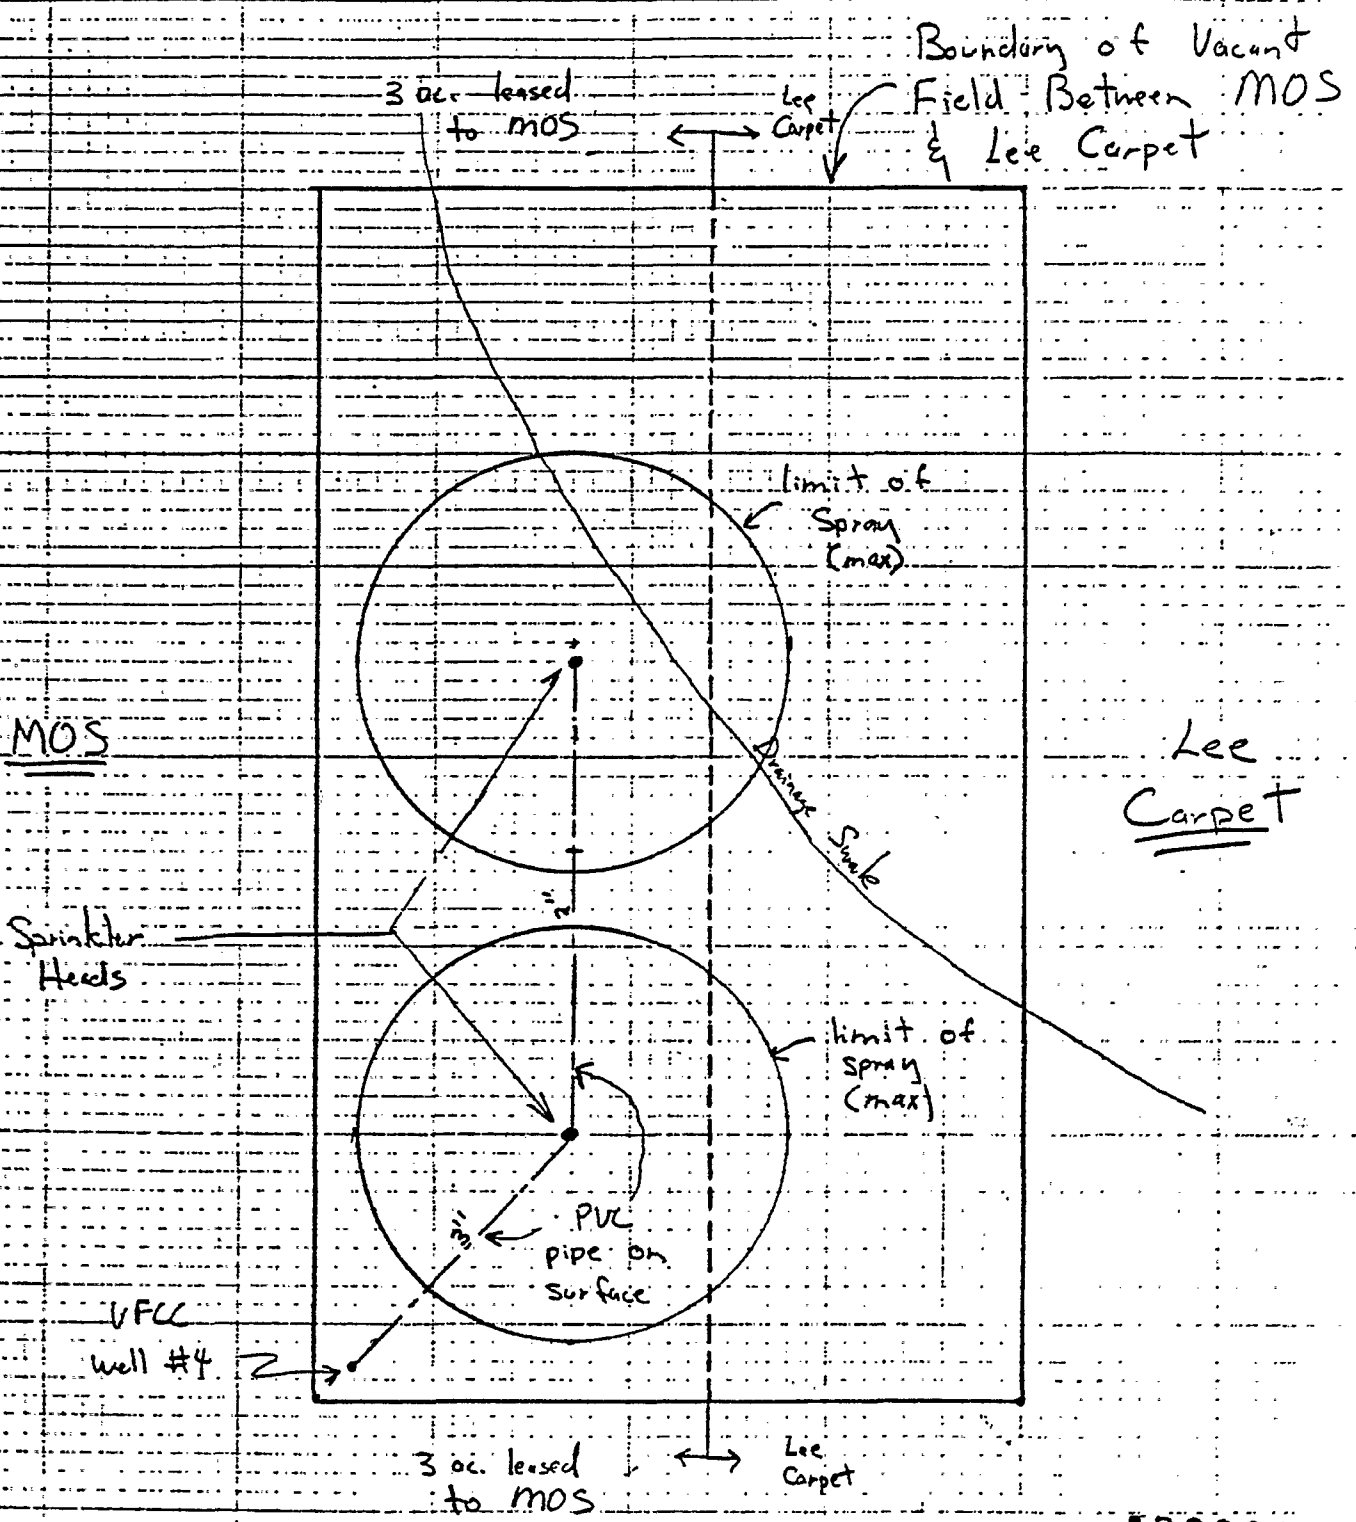 Boundary of Vacant
Field Between MOS
& Lee Carpet
3 ac. leased
to MOS
Lee
Carpet
limit of
Spray
(max)
MOS
Lee
Carpet
Drainage Swale
2"
Sprinkler
Heads
limit of
spray
(max)
3"
PVC
pipe on
surface
VFCC
well #4
3 ac. leased
to MOS
Lee
Carpet